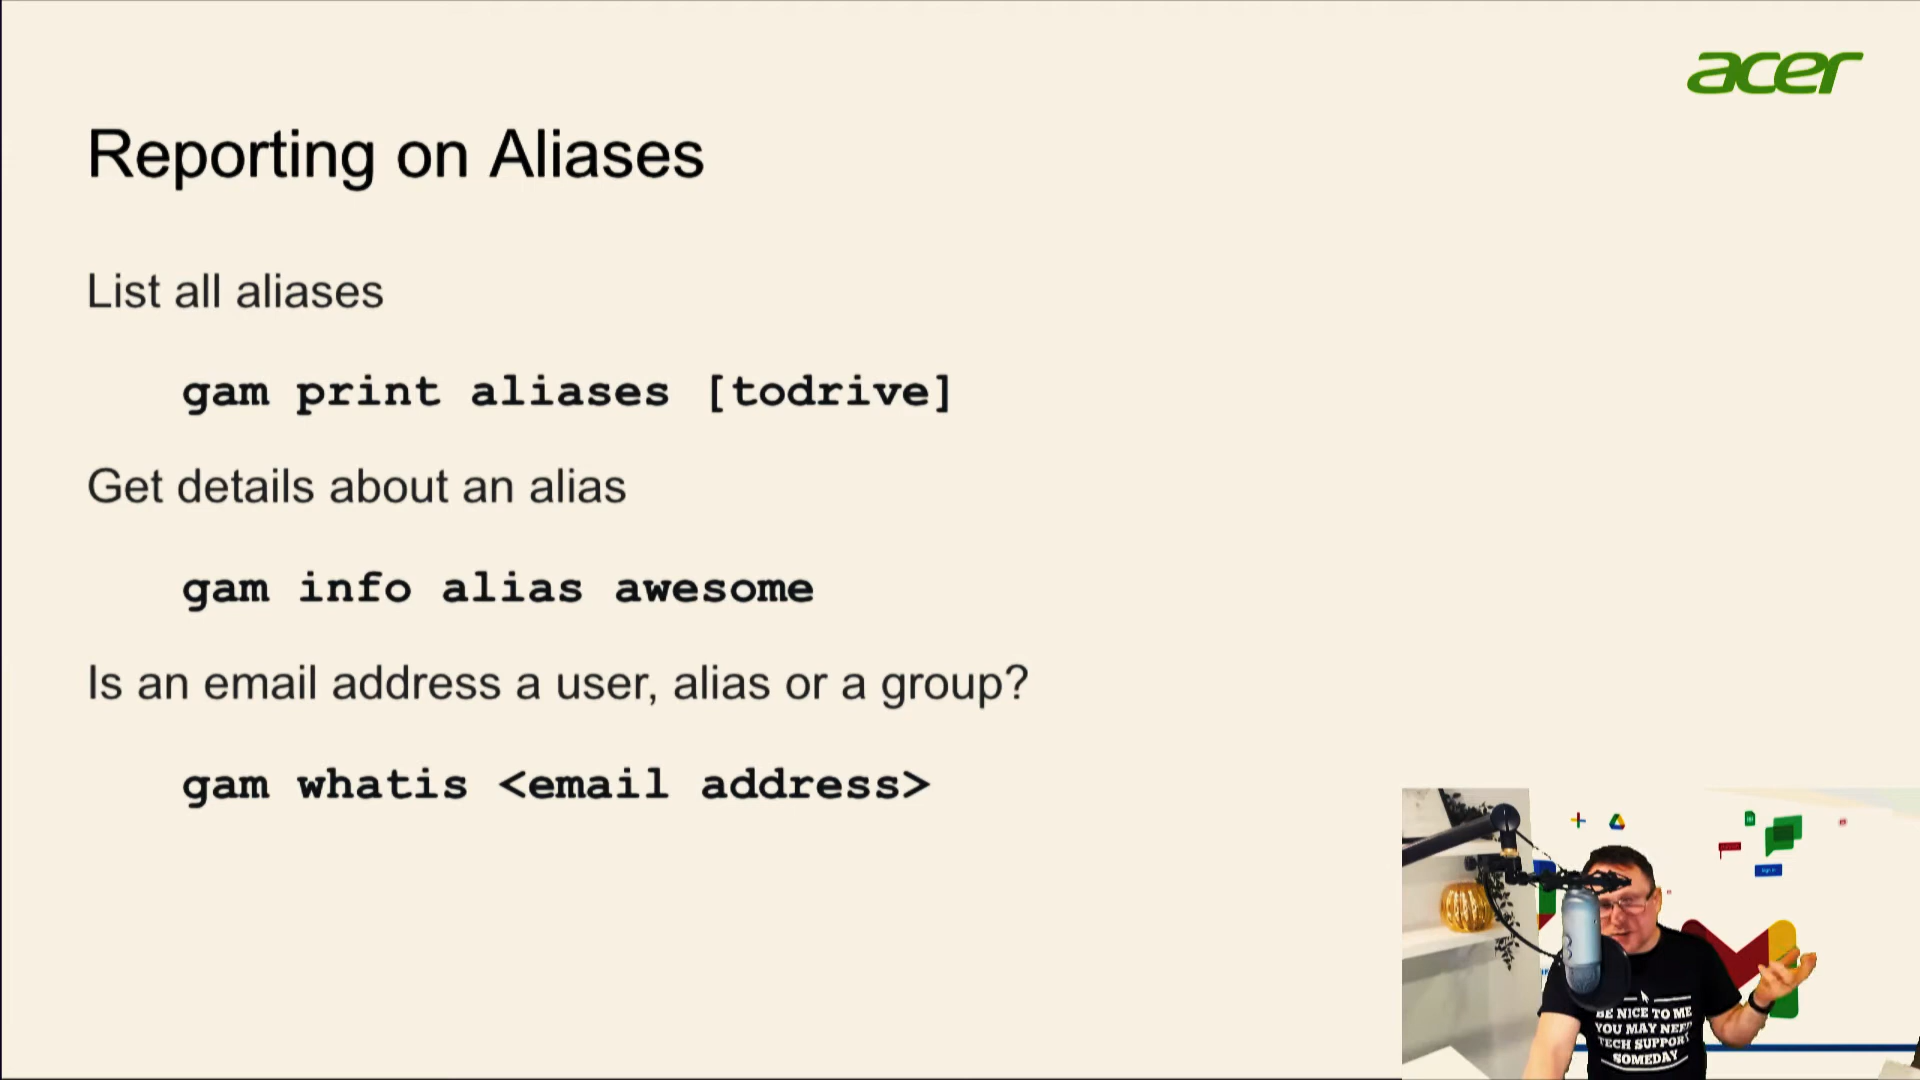 acer
Reporting on Aliases
List all aliases
gam print aliases [todrive]
Get details about an alias
gam info alias awesome
Is an email address a user, alias or a group?
gam whatis <email address>
BE NICE TO ME
YOU MAY NEED
TECH SUPPORT
SOMEDAY